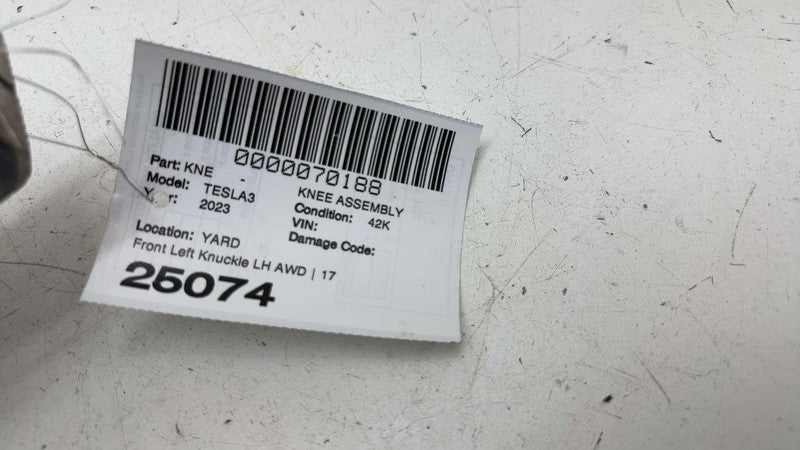 0000070188
Part: KNE - KNEE ASSEMBLY
Model: TESLA3 Condition: 42K
Y r: 2023 VIN:
Damage Code:
Location: YARD
Front Left Knuckle LH AWD | 17
25074